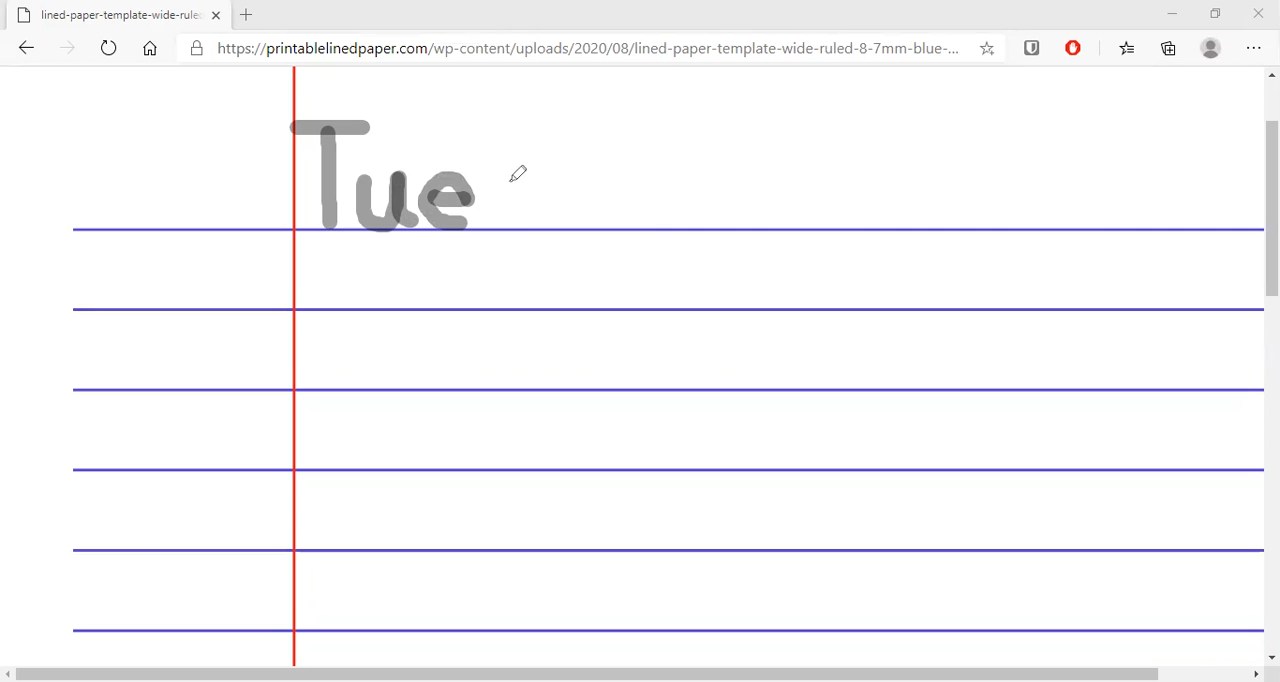 lined-paper-template-wide-rulec
https://printablelinedpaper.com/wp-content/uploads/2020/08/lined-paper-template-wide-ruled-8-7mm-blue-...
Tue